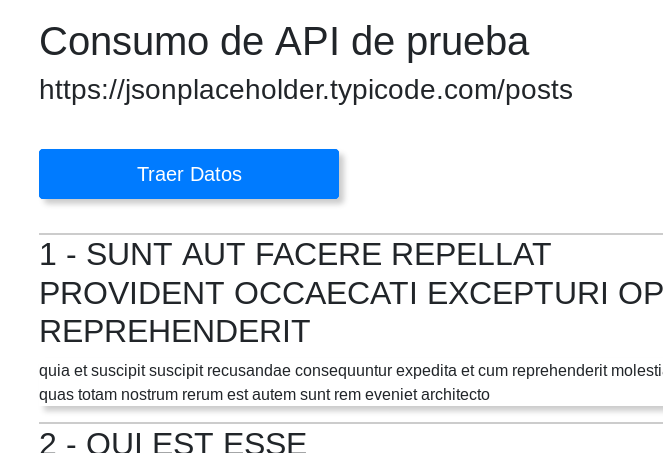 Consumo de API de prueba
https://jsonplaceholder.typicode.com/posts
Traer Datos
1 - SUNT AUT FACERE REPELLAT
PROVIDENT OCCAECATI EXCEPTURI OP
REPREHENDERIT
quia et suscipit suscipit recusandae consequuntur expedita et cum reprehenderit molesti
quas totam nostrum rerum est autem sunt rem eveniet architecto
2 - QUI EST ESSE